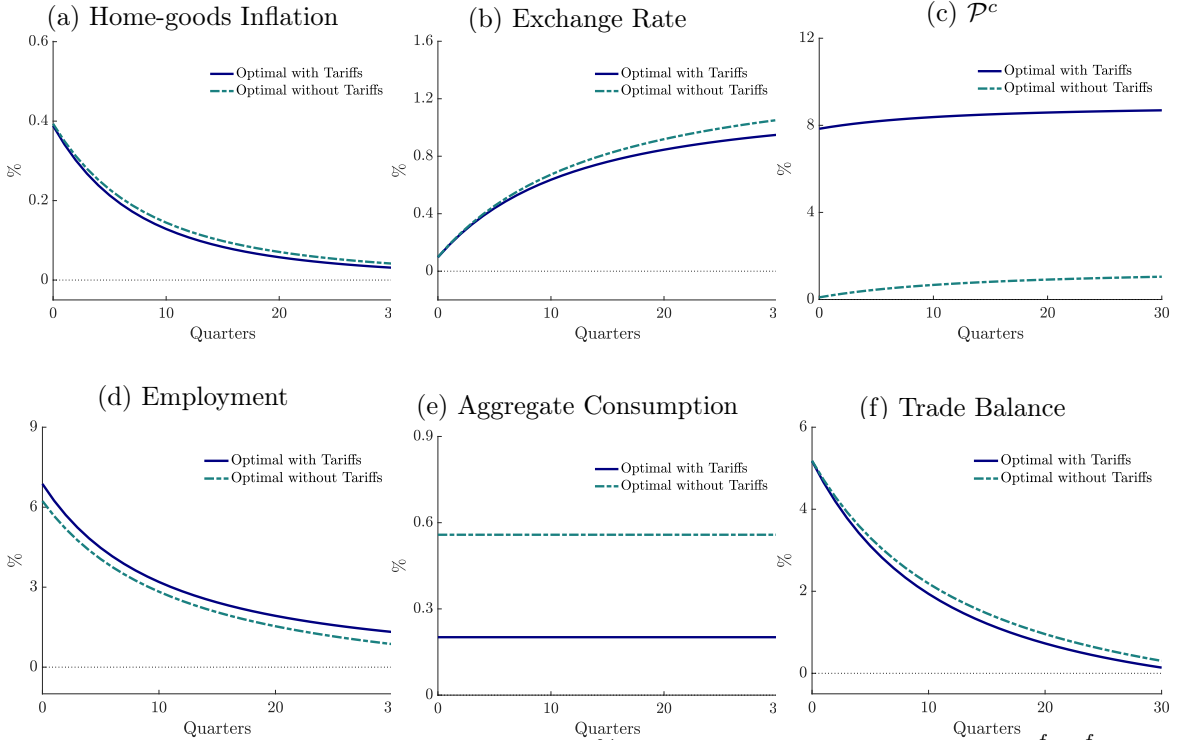 (a) Home-goods Inflation
0.6
0.4
0.2
0
%
Optimal with Tariffs
Optimal without Tariffs
0 10 20 3
Quarters
(b) Exchange Rate
1.6
1.2
0.8
0.4
0
%
Optimal with Tariffs
Optimal without Tariffs
0 10 20 3
Quarters
(c) 𝒫ᶜ
12
8
4
0
%
Optimal with Tariffs
Optimal without Tariffs
0 10 20 30
Quarters
(d) Employment
9
6
3
0
%
Optimal with Tariffs
Optimal without Tariffs
0 10 20 3
Quarters
(e) Aggregate Consumption
0.9
0.6
0.3
0
%
Optimal with Tariffs
Optimal without Tariffs
0 10 20 3
Quarters
(f) Trade Balance
6
4
2
0
%
Optimal with Tariffs
Optimal without Tariffs
0 10 20 30
Quarters